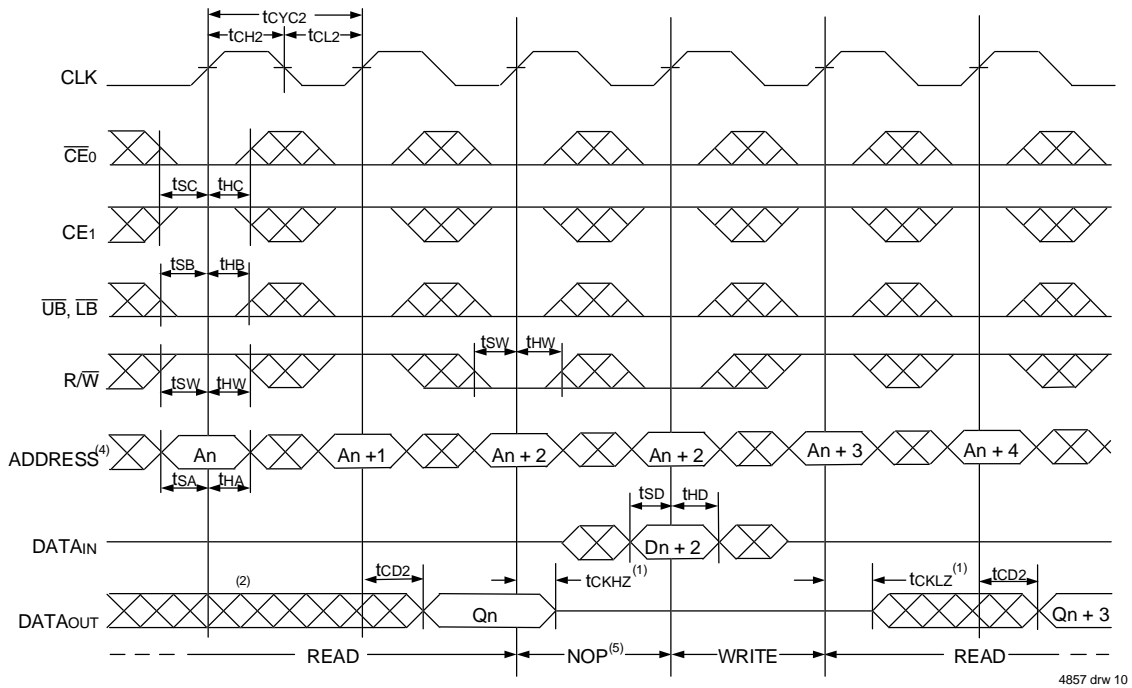 tCYC2
tCH2 tCL2
CLK
CE0
tSC tHC
CE1
tSB tHB
UB, LB
tSW tHW
R/W
tSW tHW
ADDRESS(4) An An +1 An + 2 An + 2 An + 3 An + 4
tSA tHA tSD tHD
DATAIN Dn + 2
tCD2 tCKHZ(1) tCKLZ(1) tCD2
(2)
DATAOUT Qn Qn + 3
READ NOP(5) WRITE READ
4857 drw 10